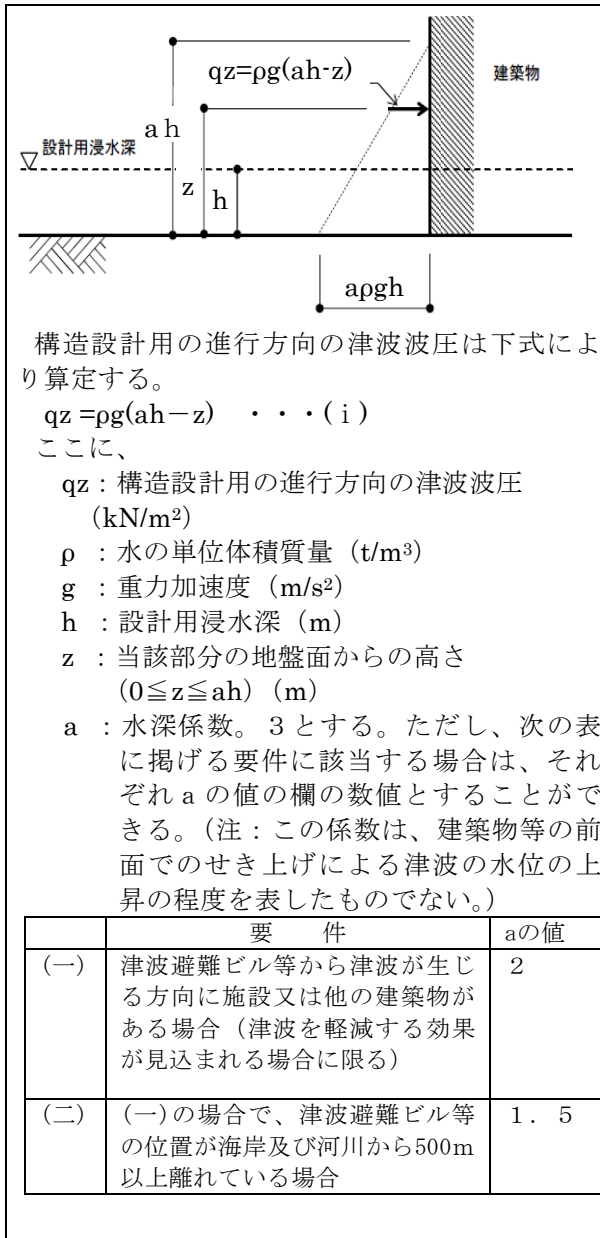 qz=ρg(ah-z)
建築物
ah
設計用浸水深
z
h
aρgh
構造設計用の進行方向の津波波圧は下式によ
り算定する。
qz =ρg(ah－z)　・・・(ⅰ)
ここに、
qz：構造設計用の進行方向の津波波圧
(kN/m²)
ρ ：水の単位体積質量（t/m³）
g ：重力加速度（m/s²）
h ：設計用浸水深（m）
z ：当該部分の地盤面からの高さ
(0≦z≦ah)（m）
a ：水深係数。３とする。ただし、次の表
に掲げる要件に該当する場合は、それ
ぞれ a の値の欄の数値とすることがで
きる。（注：この係数は、建築物等の前
面でのせき上げによる津波の水位の上
昇の程度を表したものでない。）
要　件 aの値
(一) 津波避難ビル等から津波が生じ ２
る方向に施設又は他の建築物が
ある場合（津波を軽減する効果
が見込まれる場合に限る）
(二) (一)の場合で、津波避難ビル等 １．５
の位置が海岸及び河川から500m
以上離れている場合